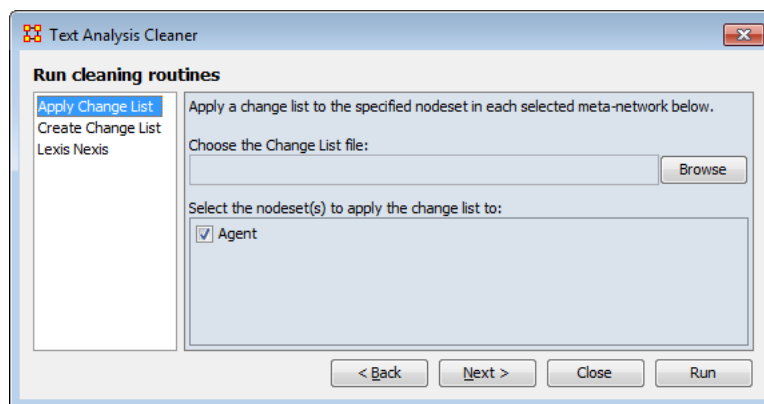 Text Analysis Cleaner
Run cleaning routines
Apply Change List
Create Change List
Lexis Nexis
Apply a change list to the specified nodeset in each selected meta-network below.
Choose the Change List file:
Browse
Select the nodeset(s) to apply the change list to:
Agent
< Back
Next >
Close
Run